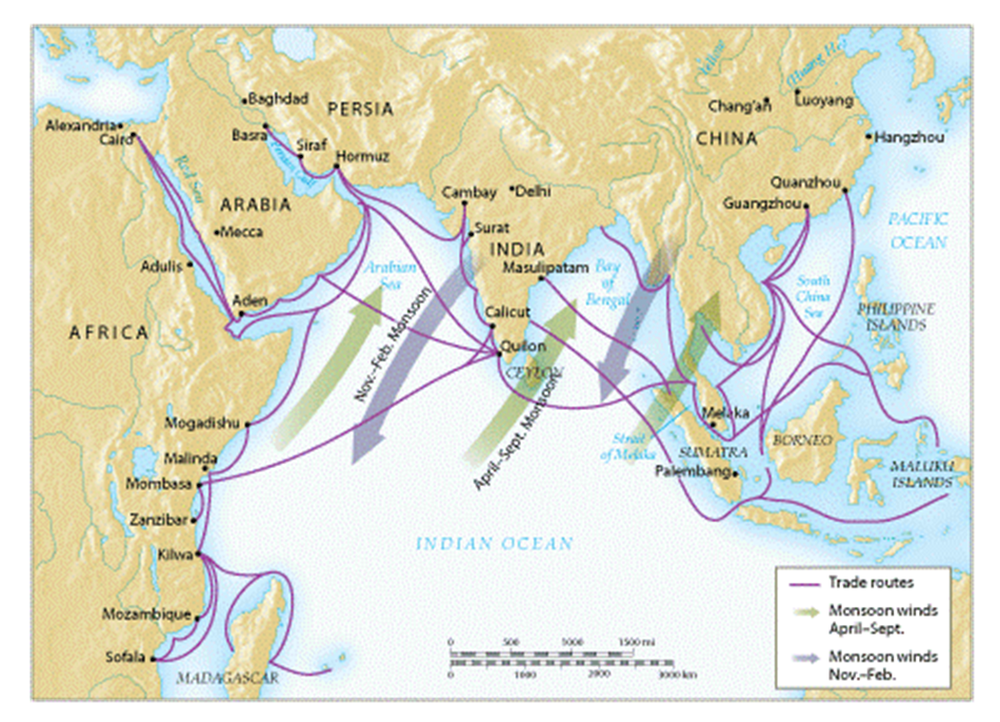 Baghdad
PERSIA
Alexandria
Cairo
Basra
Siraf
Hormuz
Persian Gulf
Red Sea
ARABIA
Mecca
Adulis
Aden
AFRICA
Arabian
Sea
Cambay
Delhi
Surat
INDIA
Masulipatam
Bay
of
Bengal
Calicut
Quilon
CEYLON
Nov.–Feb. Monsoon
April–Sept. Monsoon
Yellow
(Huang He)
Chang'an
Luoyang
CHINA
Hangzhou
Quanzhou
Guangzhou
PACIFIC
OCEAN
South
China
Sea
PHILIPPINE
ISLANDS
Mogadishu
Malinda
Mombasa
Zanzibar
Kilwa
Mozambique
Sofala
MADAGASCAR
Melaka
Strait
of Melaka
SUMATRA
Palembang
BORNEO
MALUKU
ISLANDS
INDIAN OCEAN
0 500 1000 1500 mi
0 1000 2000 3000 km
Trade routes
Monsoon winds
April–Sept.
Monsoon winds
Nov.–Feb.